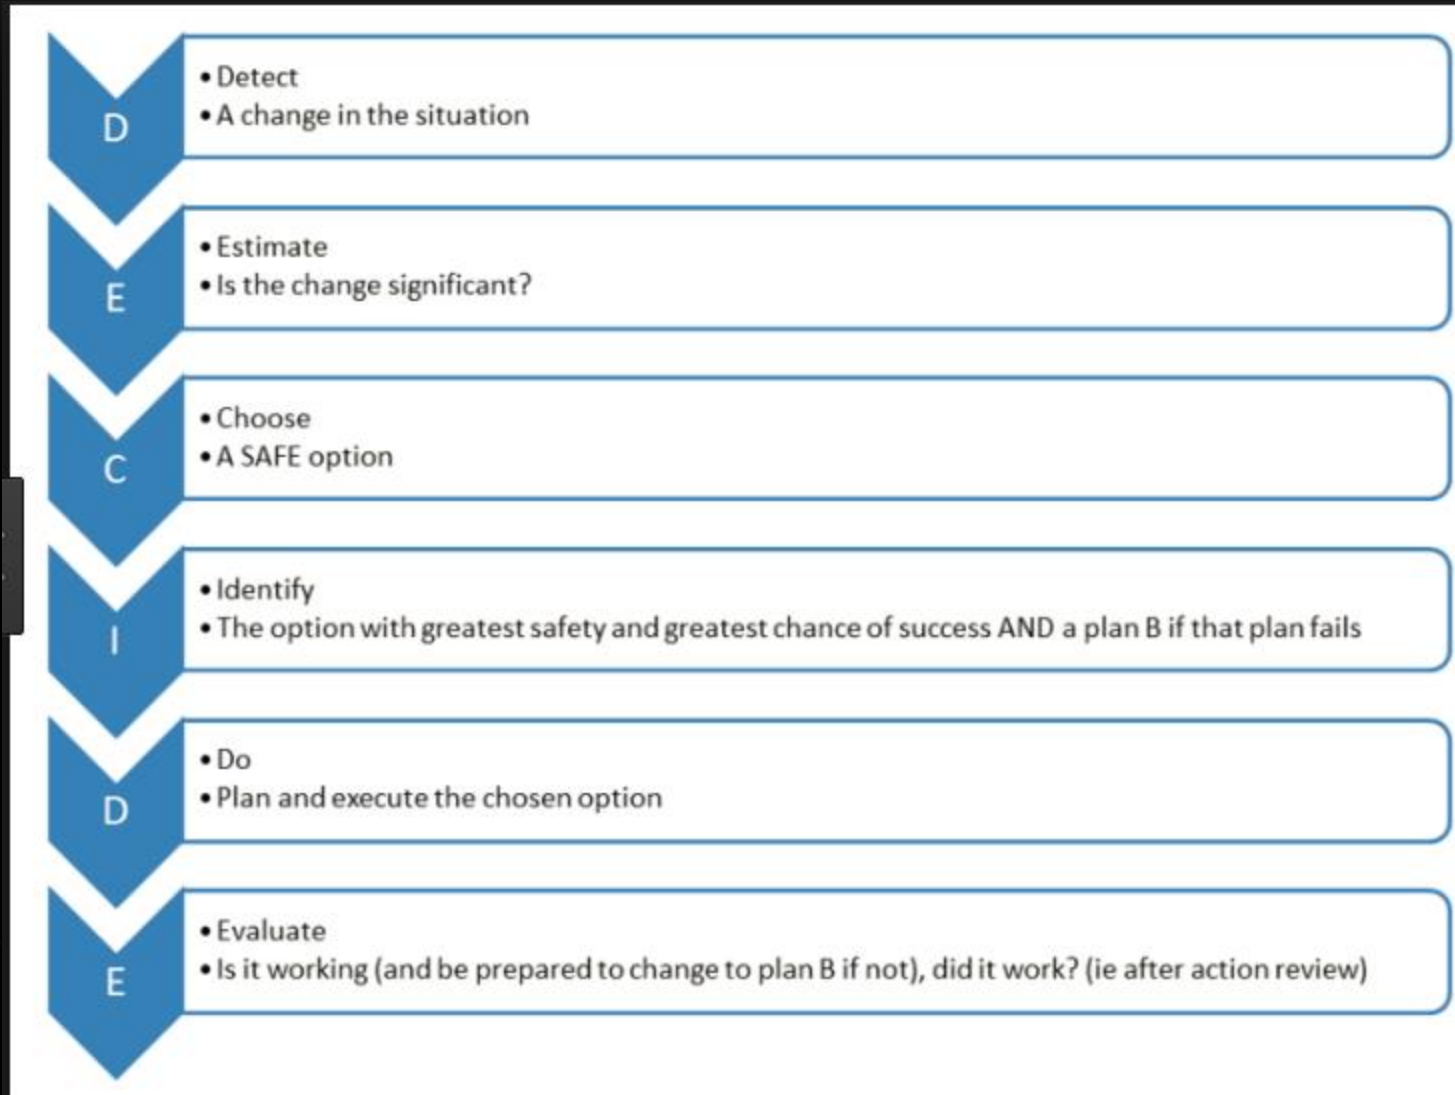 D
• Detect
• A change in the situation
E
• Estimate
• Is the change significant?
C
• Choose
• A SAFE option
I
• Identify
• The option with greatest safety and greatest chance of success AND a plan B if that plan fails
D
• Do
• Plan and execute the chosen option
E
• Evaluate
• Is it working (and be prepared to change to plan B if not), did it work? (ie after action review)